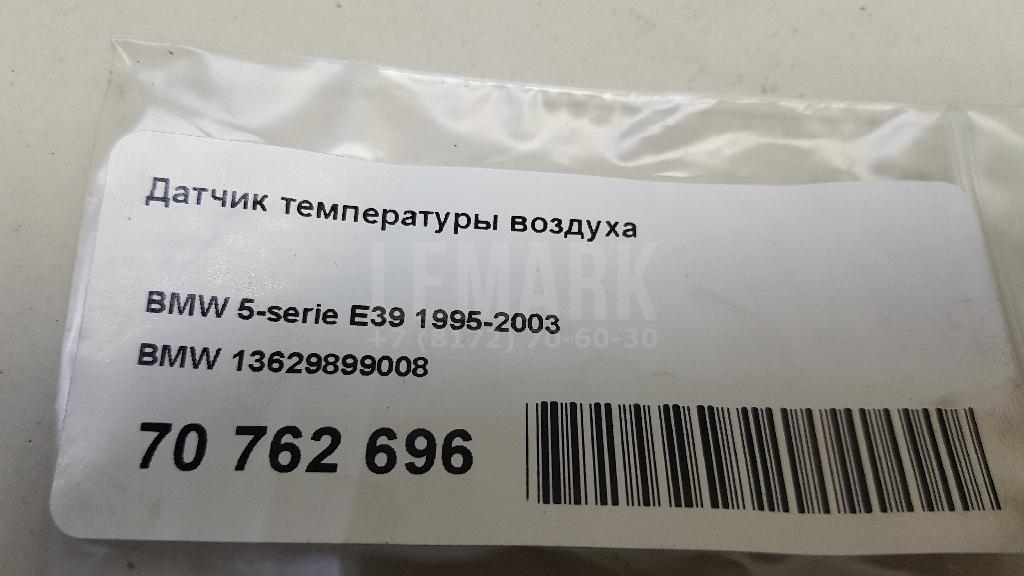 Датчик температуры воздуха
LEMARK
BMW 5-serie E39 1995-2003
+7 (8172) 70-60-30
BMW 13629899008
70 762 696